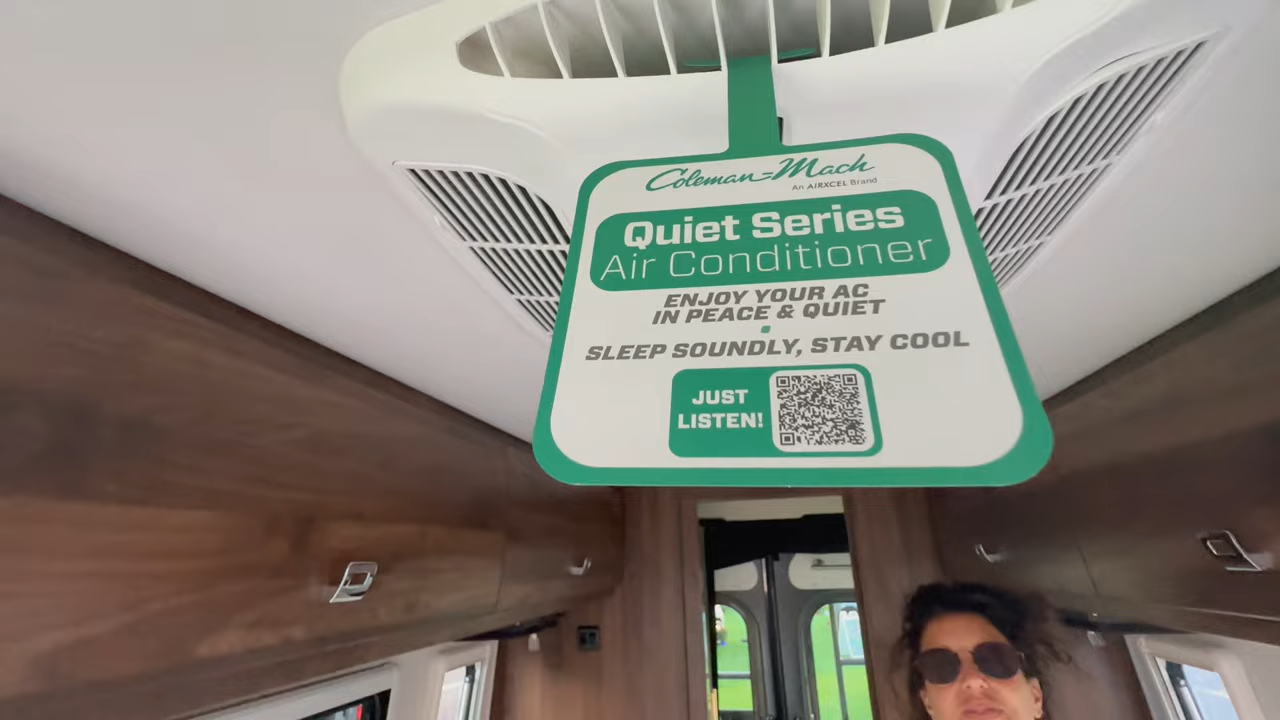 Coleman-Mach
An AIRXCEL Brand
Quiet Series
Air Conditioner
ENJOY YOUR AC
IN PEACE & QUIET
SLEEP SOUNDLY, STAY COOL
JUST
LISTEN!